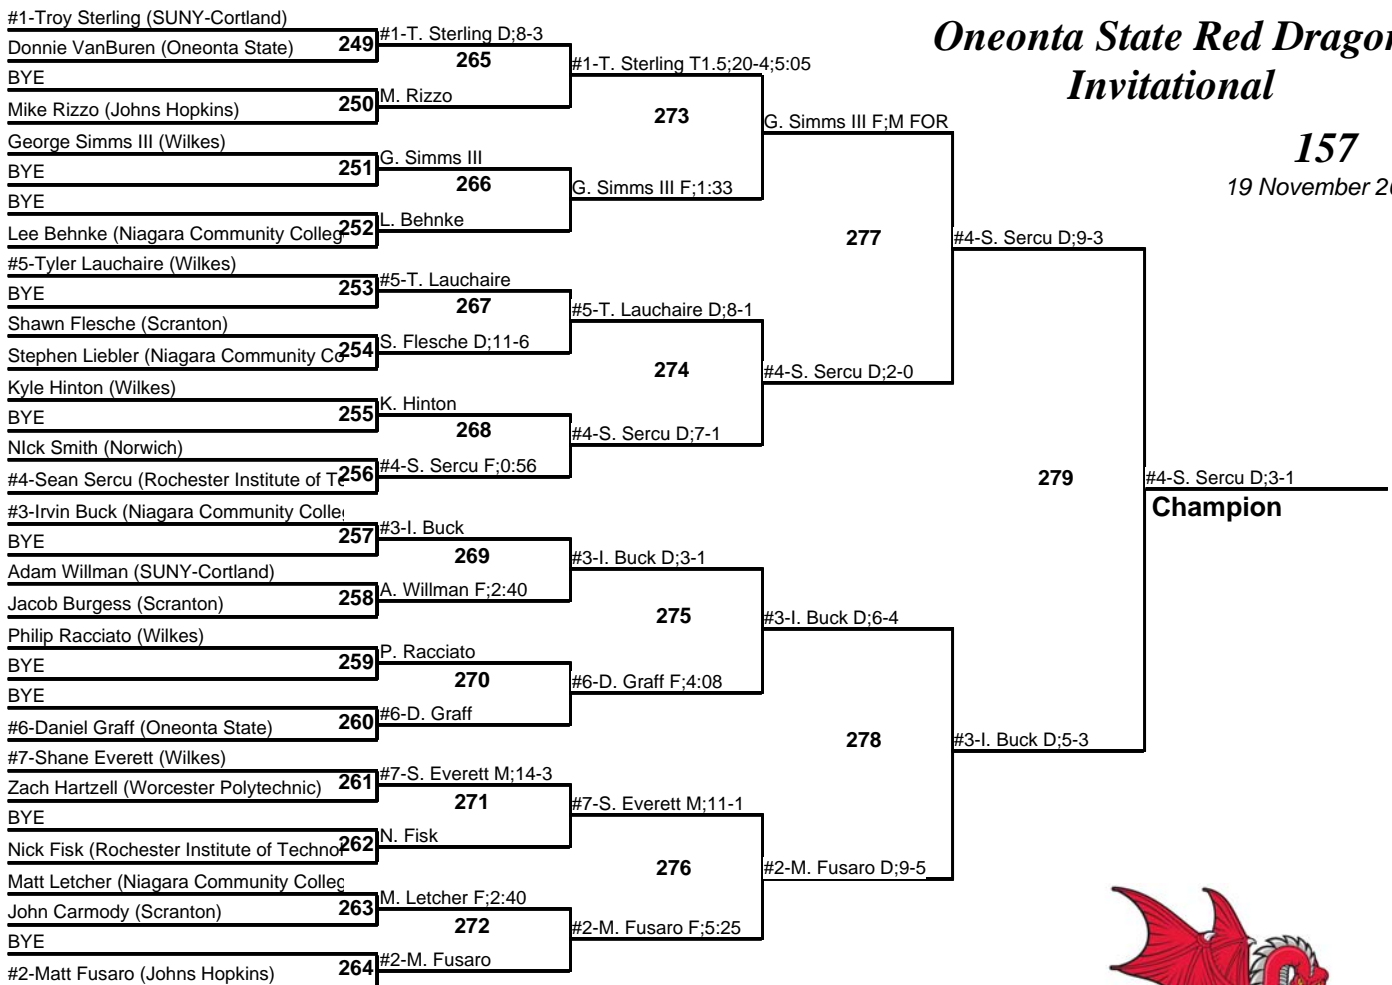 Oneonta State Red Dragon
Invitational
157
19 November
#1-Troy Sterling (SUNY-Cortland)
Donnie VanBuren (Oneonta State)
249
BYE
Mike Rizzo (Johns Hopkins)
250
George Simms III (Wilkes)
BYE
251
BYE
Lee Behnke (Niagara Community Colleg
252
#5-Tyler Lauchaire (Wilkes)
BYE
253
Shawn Flesche (Scranton)
Stephen Liebler (Niagara Community Co
254
Kyle Hinton (Wilkes)
BYE
255
NIck Smith (Norwich)
#4-Sean Sercu (Rochester Institute of Te
256
#3-Irvin Buck (Niagara Community Colleg
BYE
257
Adam Willman (SUNY-Cortland)
Jacob Burgess (Scranton)
258
Philip Racciato (Wilkes)
BYE
259
BYE
#6-Daniel Graff (Oneonta State)
260
#7-Shane Everett (Wilkes)
Zach Hartzell (Worcester Polytechnic)
261
BYE
Nick Fisk (Rochester Institute of Technol
262
Matt Letcher (Niagara Community Colleg
John Carmody (Scranton)
263
BYE
#2-Matt Fusaro (Johns Hopkins)
264
#1-T. Sterling D;8-3
265
M. Rizzo
G. Simms III
266
L. Behnke
#5-T. Lauchaire
267
S. Flesche D;11-6
K. Hinton
268
#4-S. Sercu F;0:56
#3-I. Buck
269
A. Willman F;2:40
P. Racciato
270
#6-D. Graff
#7-S. Everett M;14-3
271
N. Fisk
M. Letcher F;2:40
272
#2-M. Fusaro
#1-T. Sterling T1.5;20-4;5:05
273
G. Simms III F;1:33
#5-T. Lauchaire D;8-1
274
#4-S. Sercu D;7-1
#3-I. Buck D;3-1
275
#6-D. Graff F;4:08
#7-S. Everett M;11-1
276
#2-M. Fusaro F;5:25
G. Simms III F;M FOR
277
#4-S. Sercu D;2-0
#3-I. Buck D;6-4
278
#2-M. Fusaro D;9-5
#4-S. Sercu D;9-3
279
#3-I. Buck D;5-3
#4-S. Sercu D;3-1
Champion